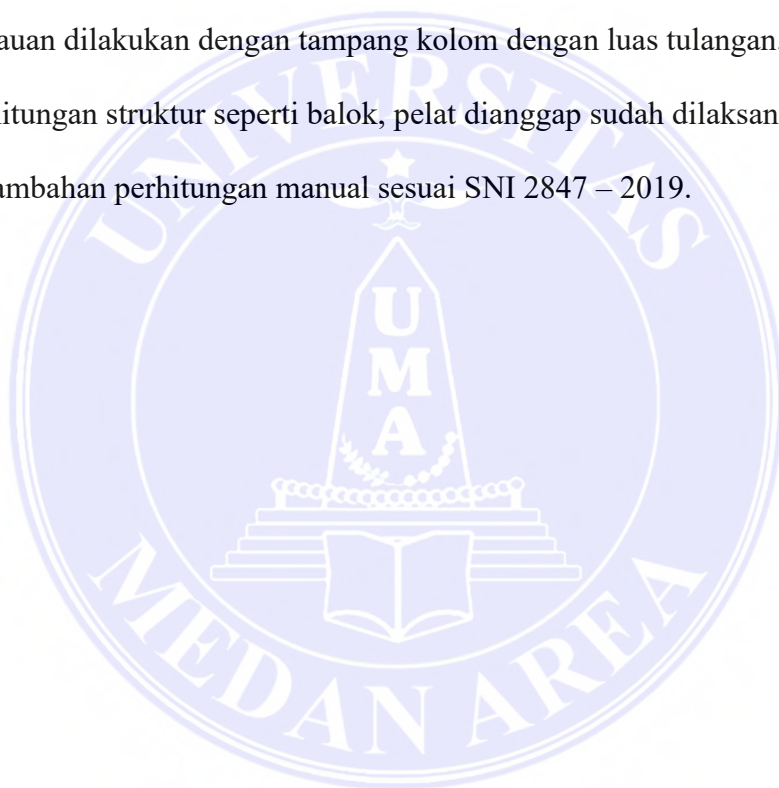 auan dilakukan dengan tampang kolom dengan luas tulangan.
itungan struktur seperti balok, pelat dianggap sudah dilaksan
ambahan perhitungan manual sesuai SNI 2847 – 2019.
UNIVERSITAS
U
M
A
MEDAN AREA